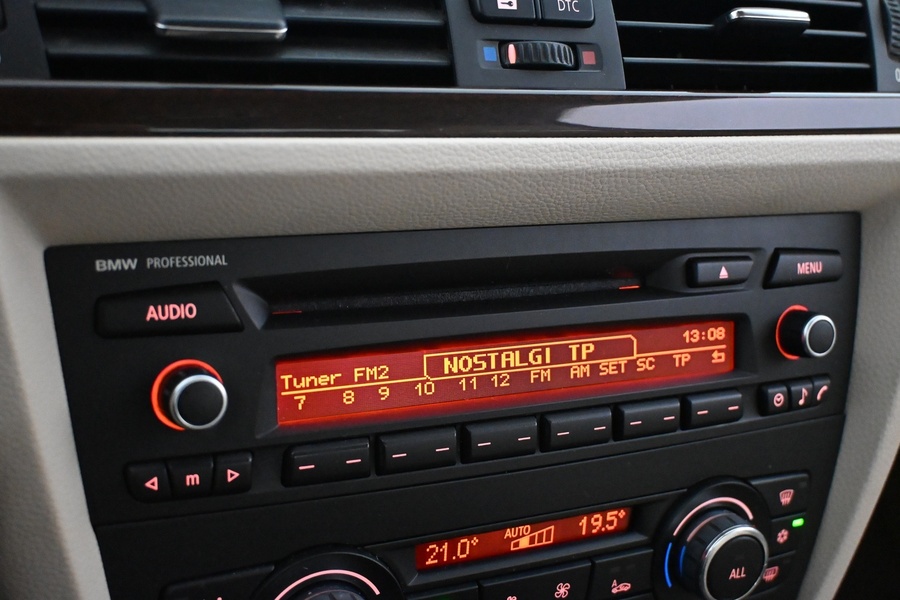 DTC
BMW PROFESSIONAL
AUDIO
MENU
Tuner FM2 NOSTALGI TP 13:08
7 8 9 10 11 12 FM AM SET SC TP
m
21.0° AUTO 19.5°
ALL
A